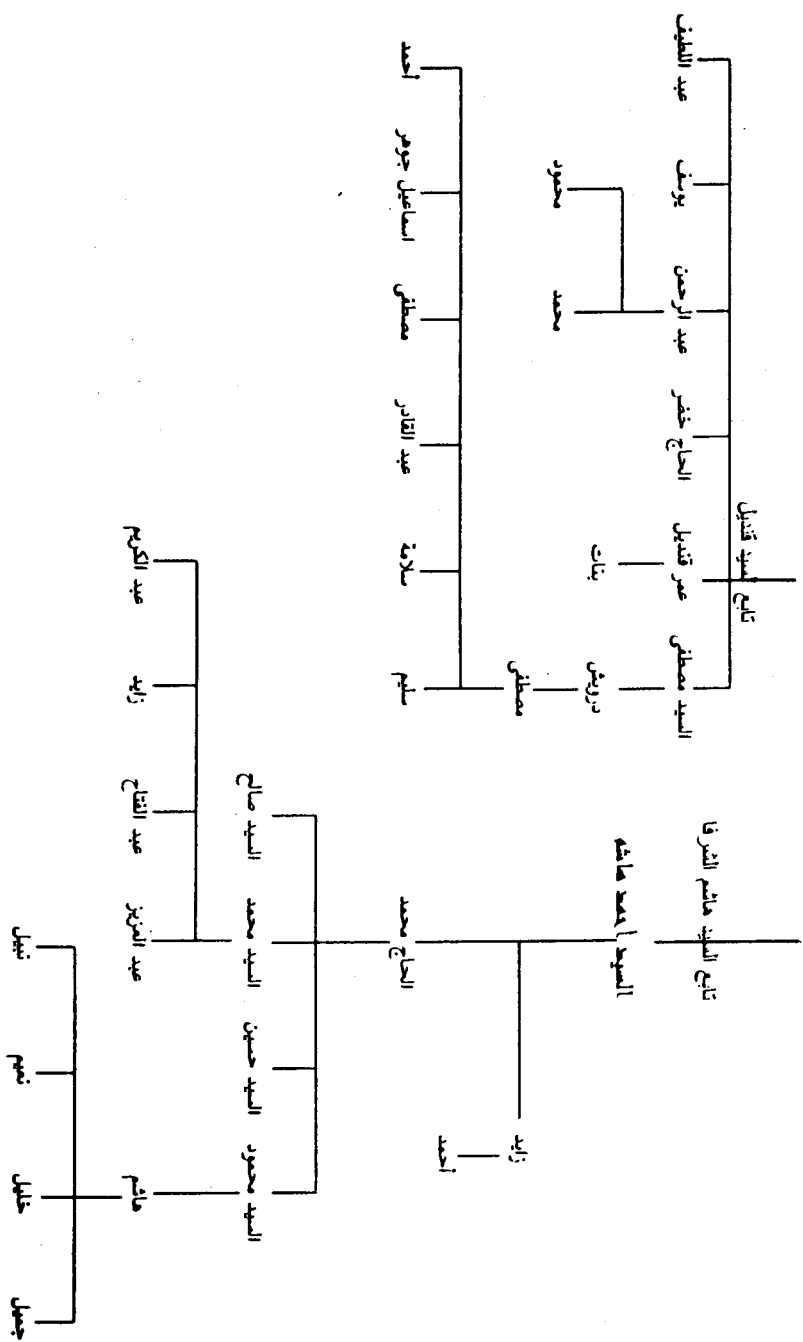 تابع السيد هاشم الشرفا
السيد أحمد هاشم
زايد
أحمد
الحاج محمد
السيد محمود
السيد حسين
السيد محمد
السيد صالح
هاشم
جميل
خليل
نعيم
نبيل
عبد العزيز
عبد الفتاح
زايد
عبد الكريم
تابع السيد قنديل
السيد مصطفى
عمر قنديل
الحاج خضر
عبد الرحمن
يوسف
عبد اللطيف
درويش
بنات
محمد
محمود
مصطفى
سليم
سلامة
عبد القادر
مصطفى
اسماعيل جوهر
أحمد